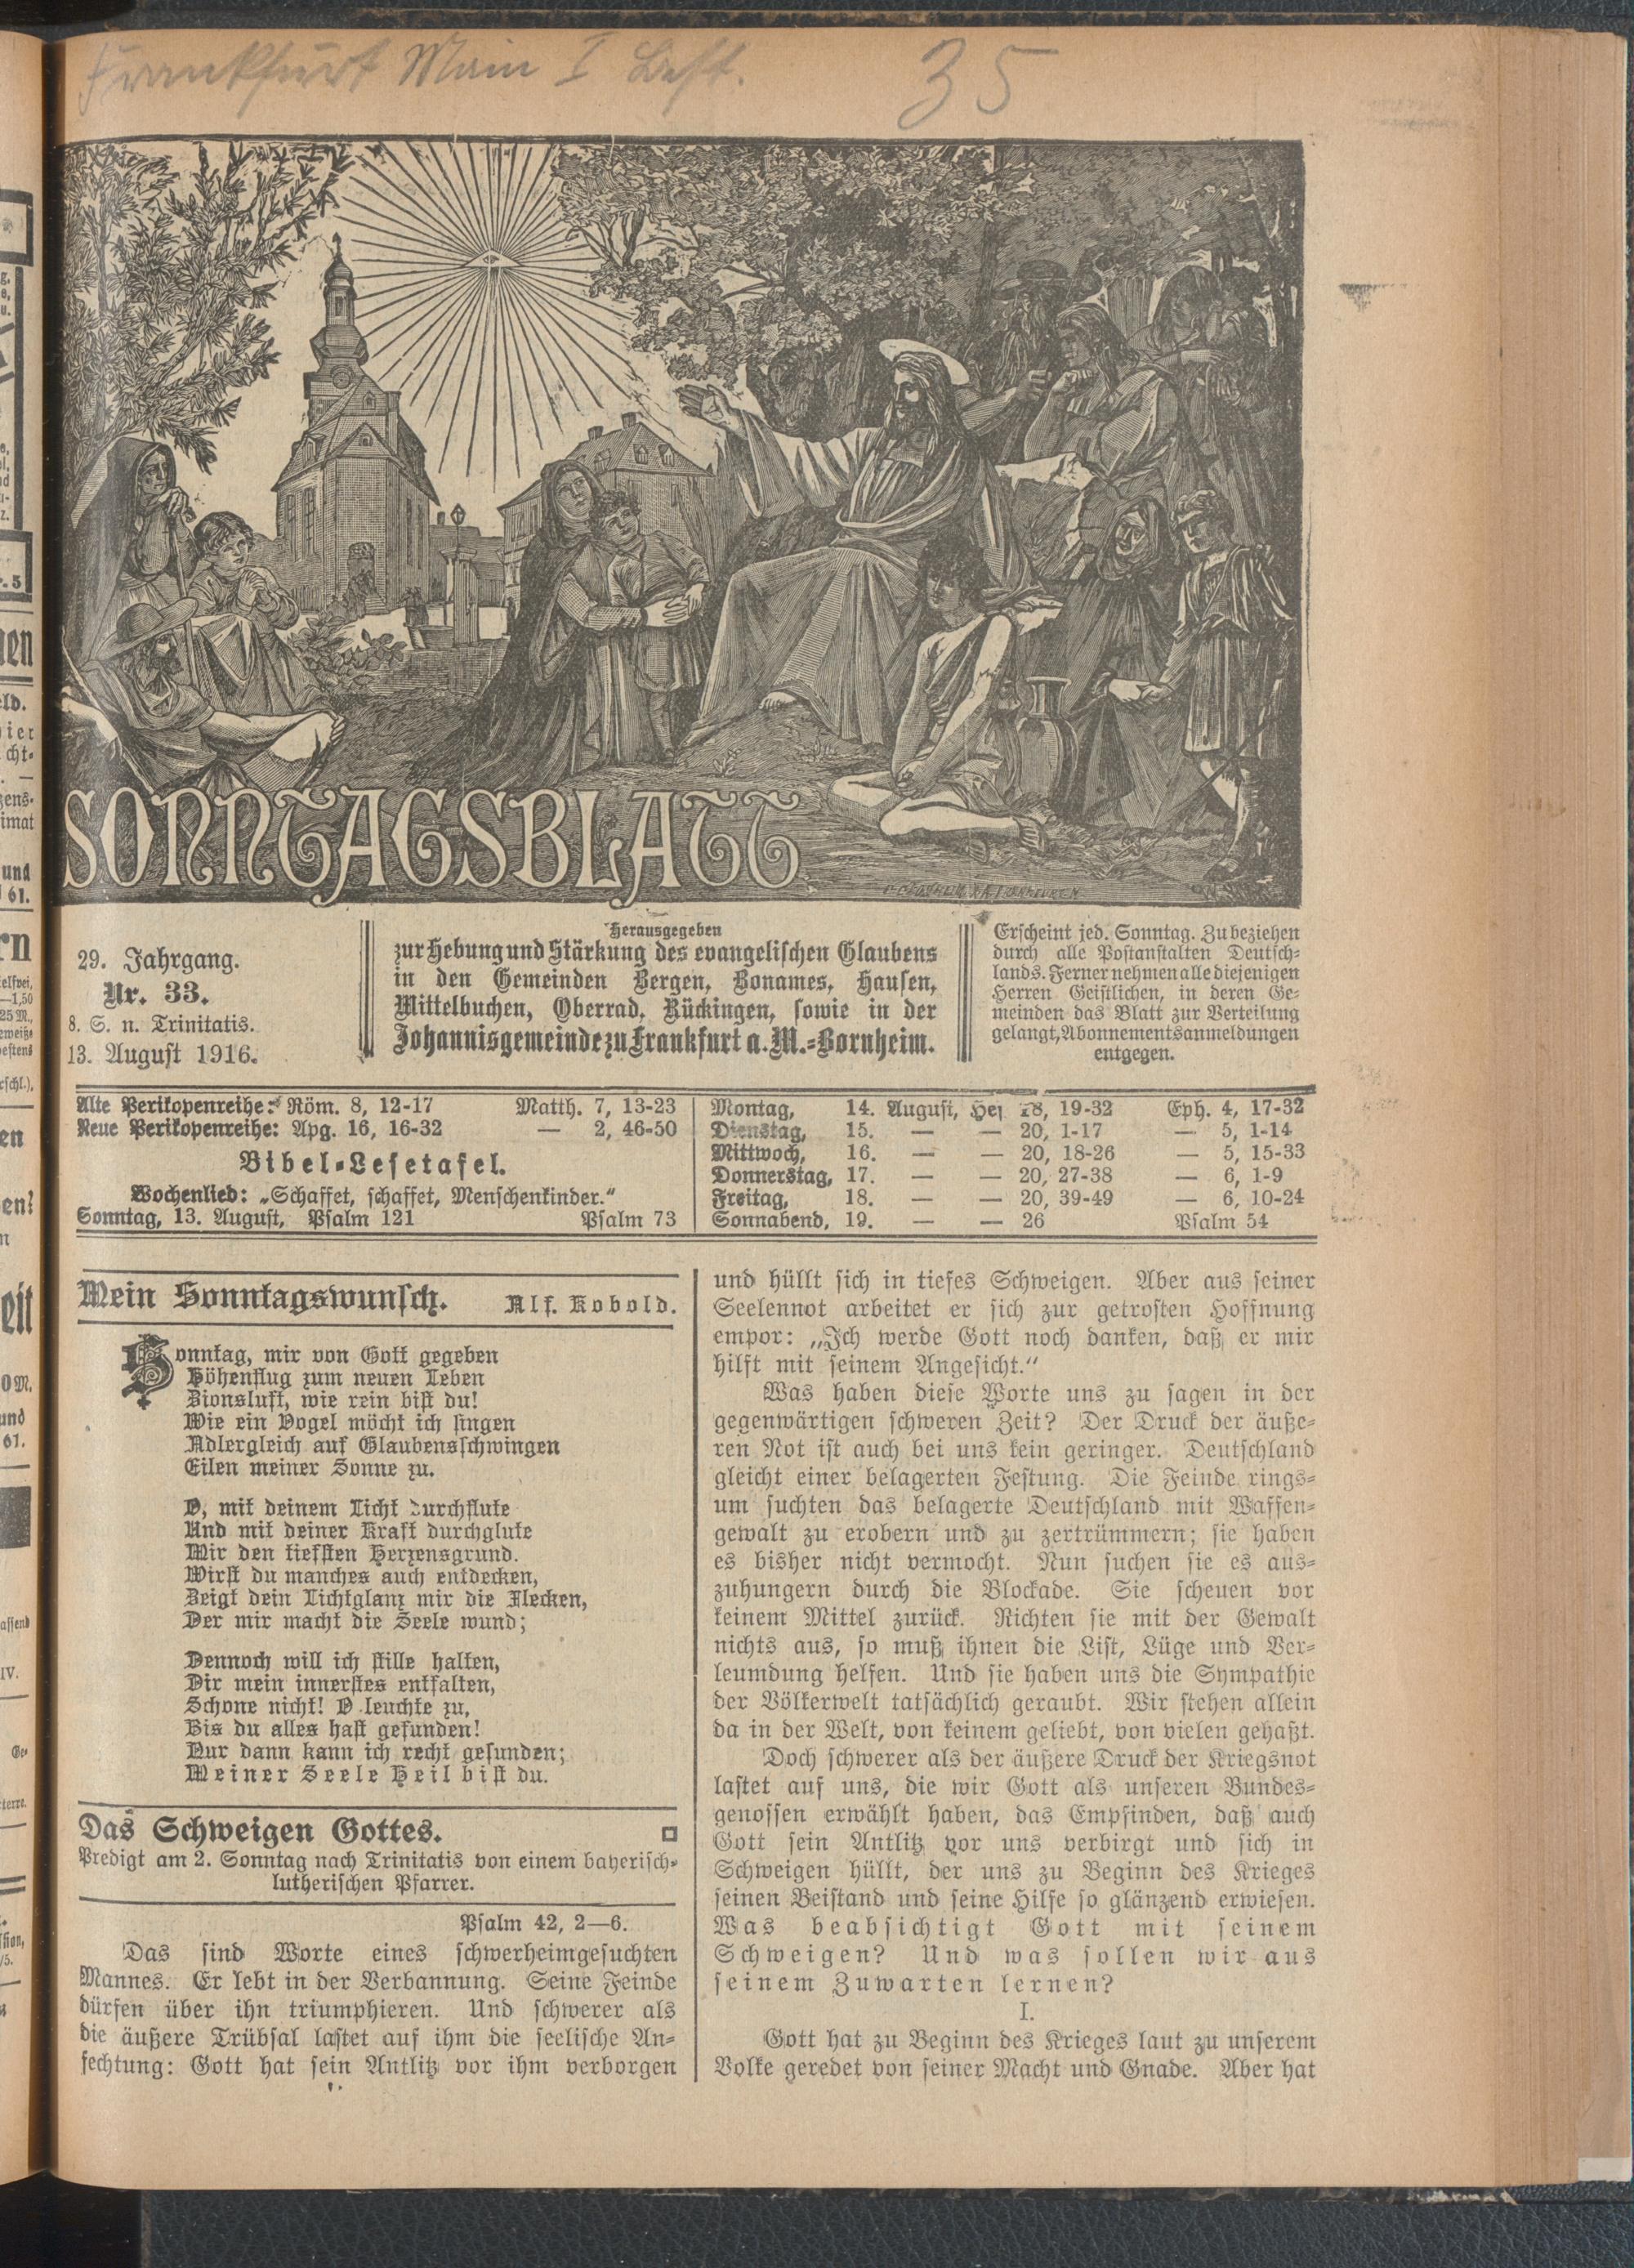 Frankfurt Main I
35
SONNTAGSBLATT
29. Jahrgang.
Nr. 33.
8. S. n. Trinitatis.
13. August 1916.
Herausgegeben
zur Hebung und Stärkung des evangelischen Glaubens
in den Gemeinden Bergen, Bonames, Hausen,
Mittelbuchen, Oberrad, Rückingen, sowie in der
Johannisgemeinde zu Frankfurt a. M.-Bornheim.
Erscheint jed. Sonntag. Zu beziehen
durch alle Postanstalten Deutsch-
lands. Ferner nehmen alle diejenigen
Herren Geistlichen, in deren Ge-
meinden das Blatt zur Verteilung
gelangt, Abonnementsanmeldungen
entgegen.
Alte Perikopenreihe: Röm. 8, 12-17 Matth. 7, 13-23
Neue Perikopenreihe: Apg. 16, 16-32 — 2, 46-50
Bibel-Lesetafel.
Wochenlied: „Schaffet, schaffet, Menschenkinder.“
Sonntag, 13. August, Psalm 121 Psalm 73
Montag, 14. August, Hes. 18, 19-32 Eph. 4, 17-32
Dienstag, 15. — — 20, 1-17 — 5, 1-14
Mittwoch, 16. — — 20, 18-26 — 5, 15-33
Donnerstag, 17. — — 20, 27-38 — 6, 1-9
Freitag, 18. — — 20, 39-49 — 6, 10-24
Sonnabend, 19. — — 26 Psalm 54
Mein Sonntagswunsch. Alf. Kobold.
Sonntag, mir von Gott gegeben
Höhenflug zum neuen Leben
Zionsluft, wie rein bist du!
Wie ein Vogel möcht ich singen
Adlergleich auf Glaubensschwingen
Eilen meiner Sonne zu.
O, mit deinem Licht durchflute
Und mit deiner Kraft durchglute
Mir den tiefsten Herzensgrund.
Wirst du manches auch entdecken,
Zeigt dein Lichtglanz mir die Flecken,
Der mir macht die Seele wund;
Dennoch will ich stille halten,
Dir mein innerstes entfalten,
Schone nicht! O leuchte zu,
Bis du alles hast gefunden!
Nur dann kann ich recht gesunden;
Meiner Seele Heil bist du.
Das Schweigen Gottes.
Predigt am 2. Sonntag nach Trinitatis von einem bayerisch-
lutherischen Pfarrer.
Psalm 42, 2—6.
Das sind Worte eines schwerheimgesuchten
Mannes. Er lebt in der Verbannung. Seine Feinde
dürfen über ihn triumphieren. Und schwerer als
die äußere Trübsal lastet auf ihm die seelische An-
fechtung: Gott hat sein Antlitz vor ihm verborgen
und hüllt sich in tiefes Schweigen. Aber aus seiner
Seelennot arbeitet er sich zur getrosten Hoffnung
empor: „Ich werde Gott noch danken, daß er mir
hilft mit seinem Angesicht.“
Was haben diese Worte uns zu sagen in der
gegenwärtigen schweren Zeit? Der Druck der äuße-
ren Not ist auch bei uns kein geringer. Deutschland
gleicht einer belagerten Festung. Die Feinde rings-
um suchten das belagerte Deutschland mit Waffen-
gewalt zu erobern und zu zertrümmern; sie haben
es bisher nicht vermocht. Nun suchen sie es aus-
zuhungern durch die Blockade. Sie scheuen vor
keinem Mittel zurück. Richten sie mit der Gewalt
nichts aus, so muß ihnen die List, Lüge und Ver-
leumdung helfen. Und sie haben uns die Sympathie
der Völkerwelt tatsächlich geraubt. Wir stehen allein
da in der Welt, von keinem geliebt, von vielen gehaßt.
Doch schwerer als der äußere Druck der Kriegsnot
lastet auf uns, die wir Gott als unseren Bundes-
genossen erwählt haben, das Empfinden, daß auch
Gott sein Antlitz vor uns verbirgt und sich in
Schweigen hüllt, der uns zu Beginn des Krieges
seinen Beistand und seine Hilfe so glänzend erwiesen.
Was beabsichtigt Gott mit seinem
Schweigen? Und was sollen wir aus
seinem Zuwarten lernen?
I.
Gott hat zu Beginn des Krieges laut zu unserem
Volke geredet von seiner Macht und Gnade. Aber hat